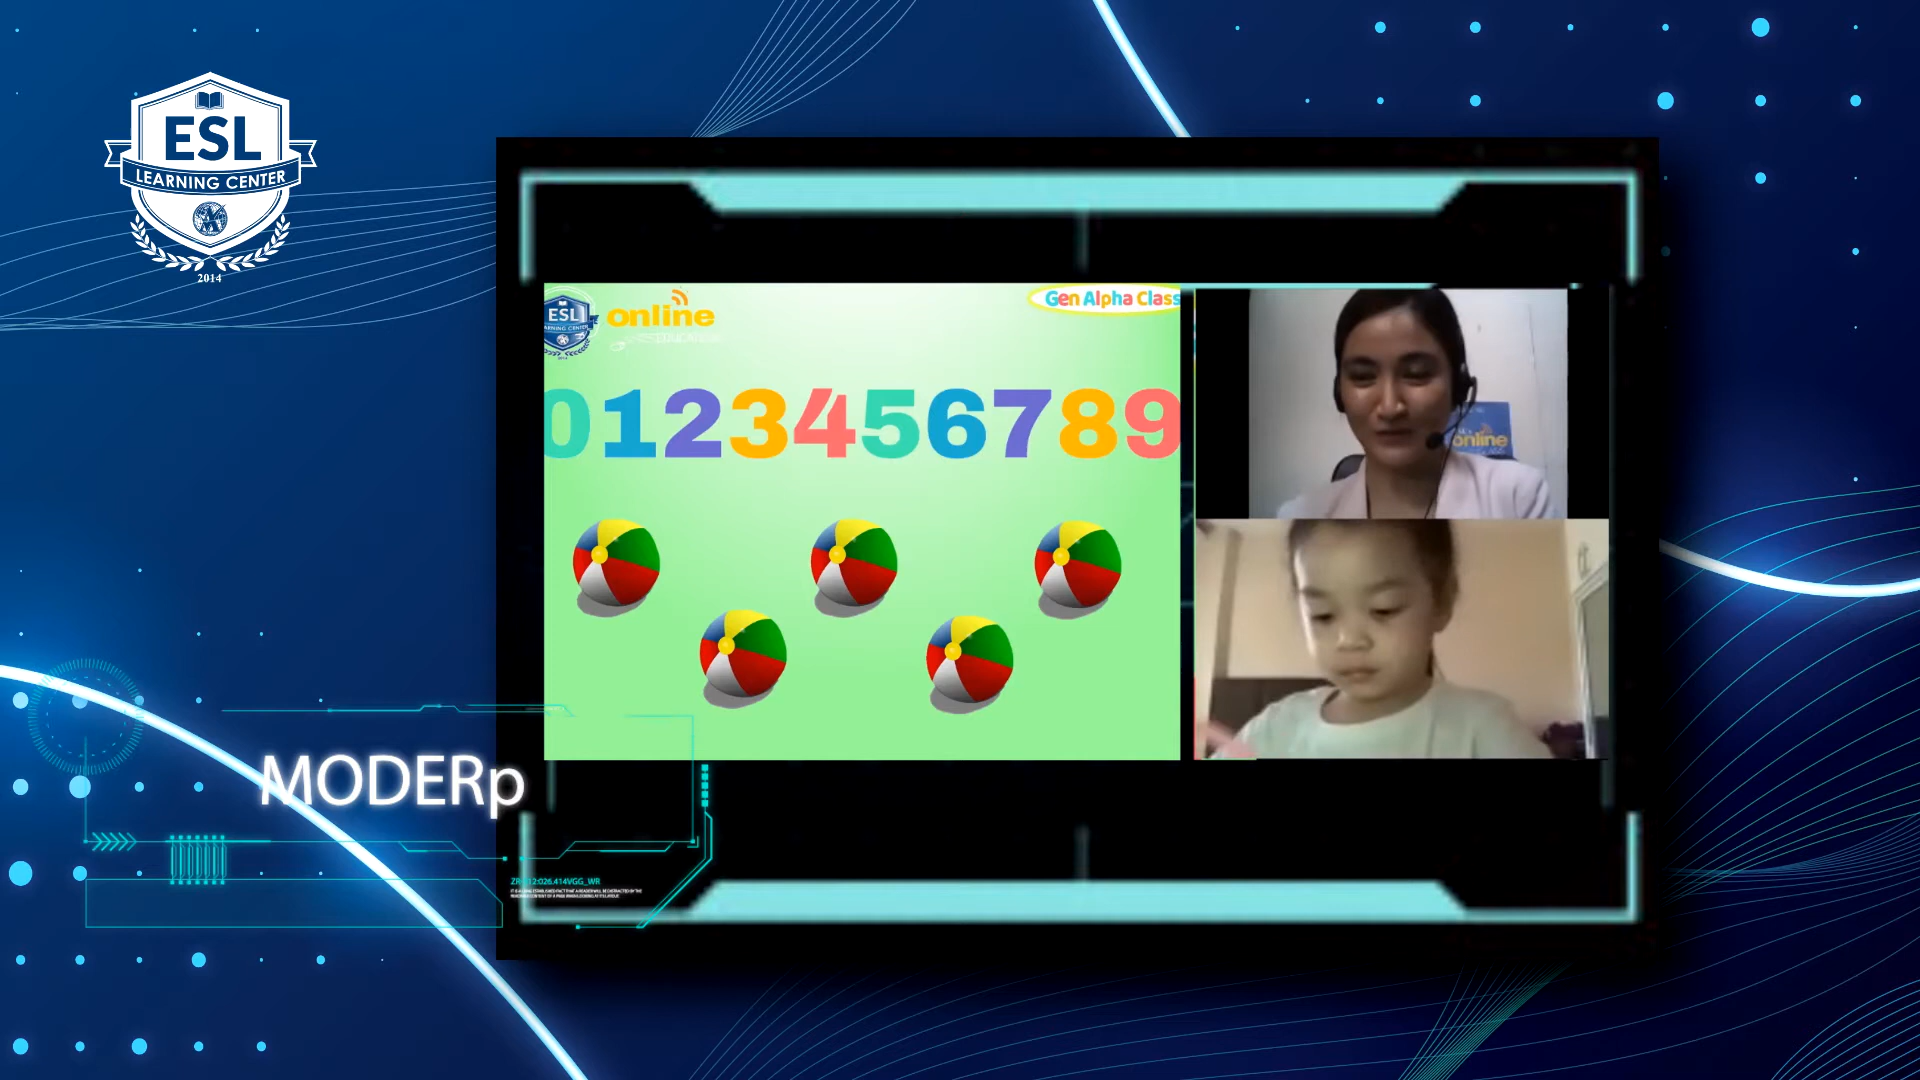 ESL
LEARNING CENTER
2014
ESL
online
Gen Alpha Class
0123456789
online
MODERp